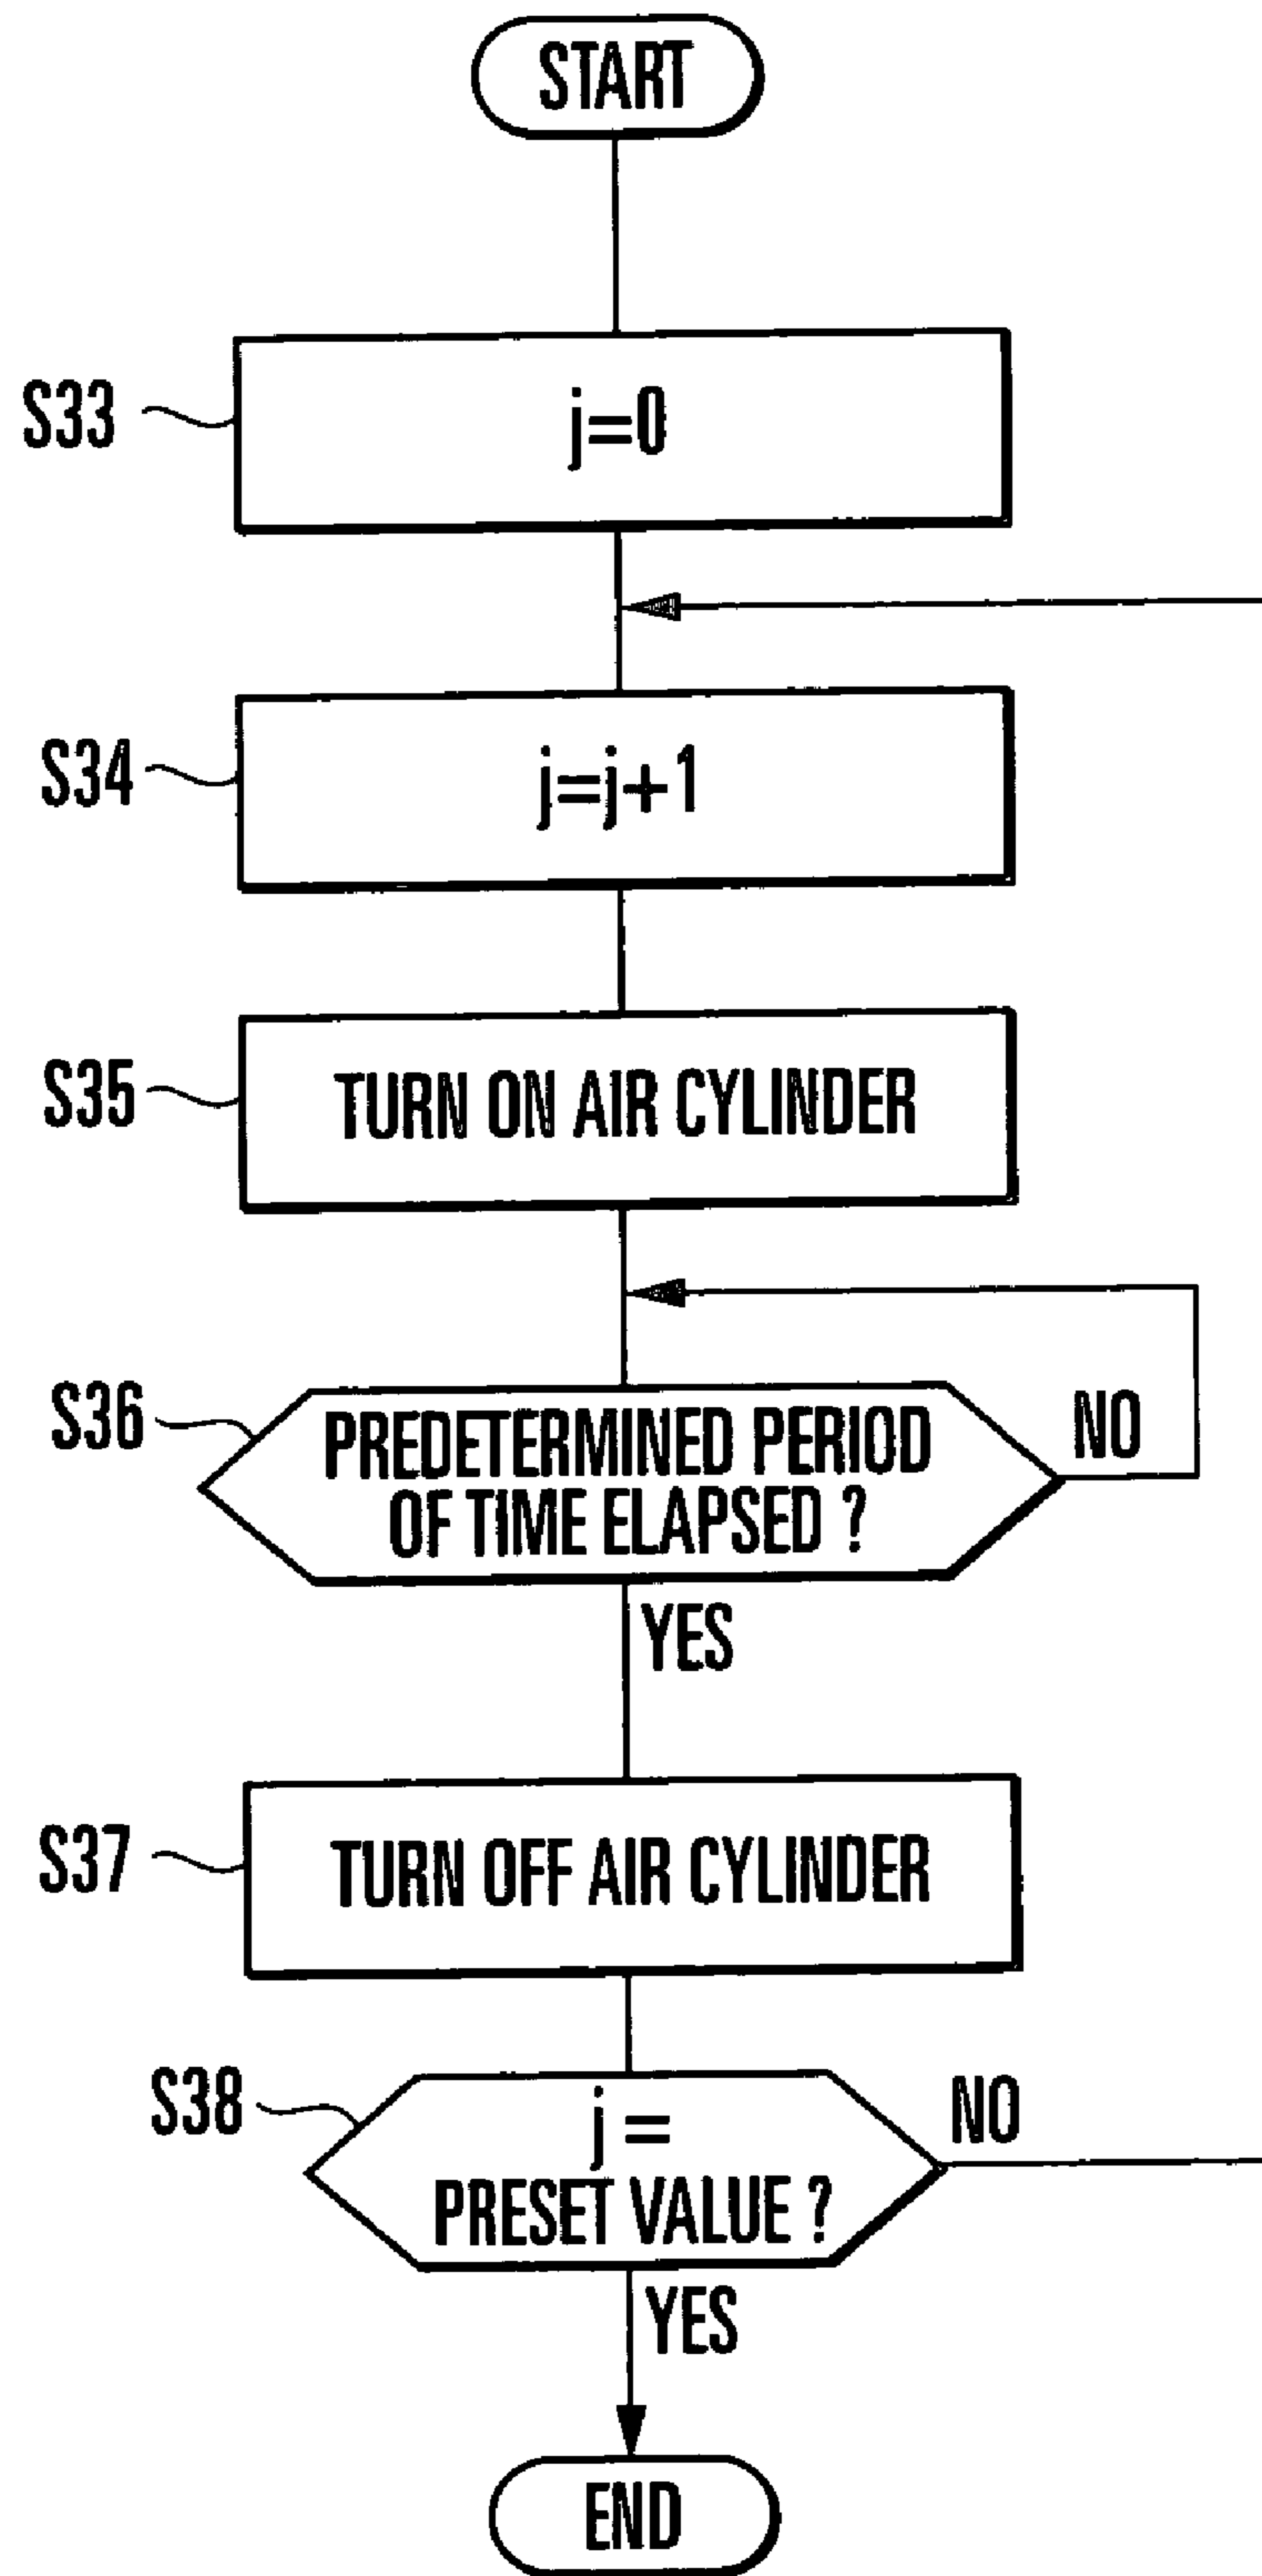 START
S33
j=0
S34
j=j+1
S35
TURN ON AIR CYLINDER
S36
PREDETERMINED PERIOD
OF TIME ELAPSED ?
NO
YES
S37
TURN OFF AIR CYLINDER
S38
j =
PRESET VALUE ?
NO
YES
END